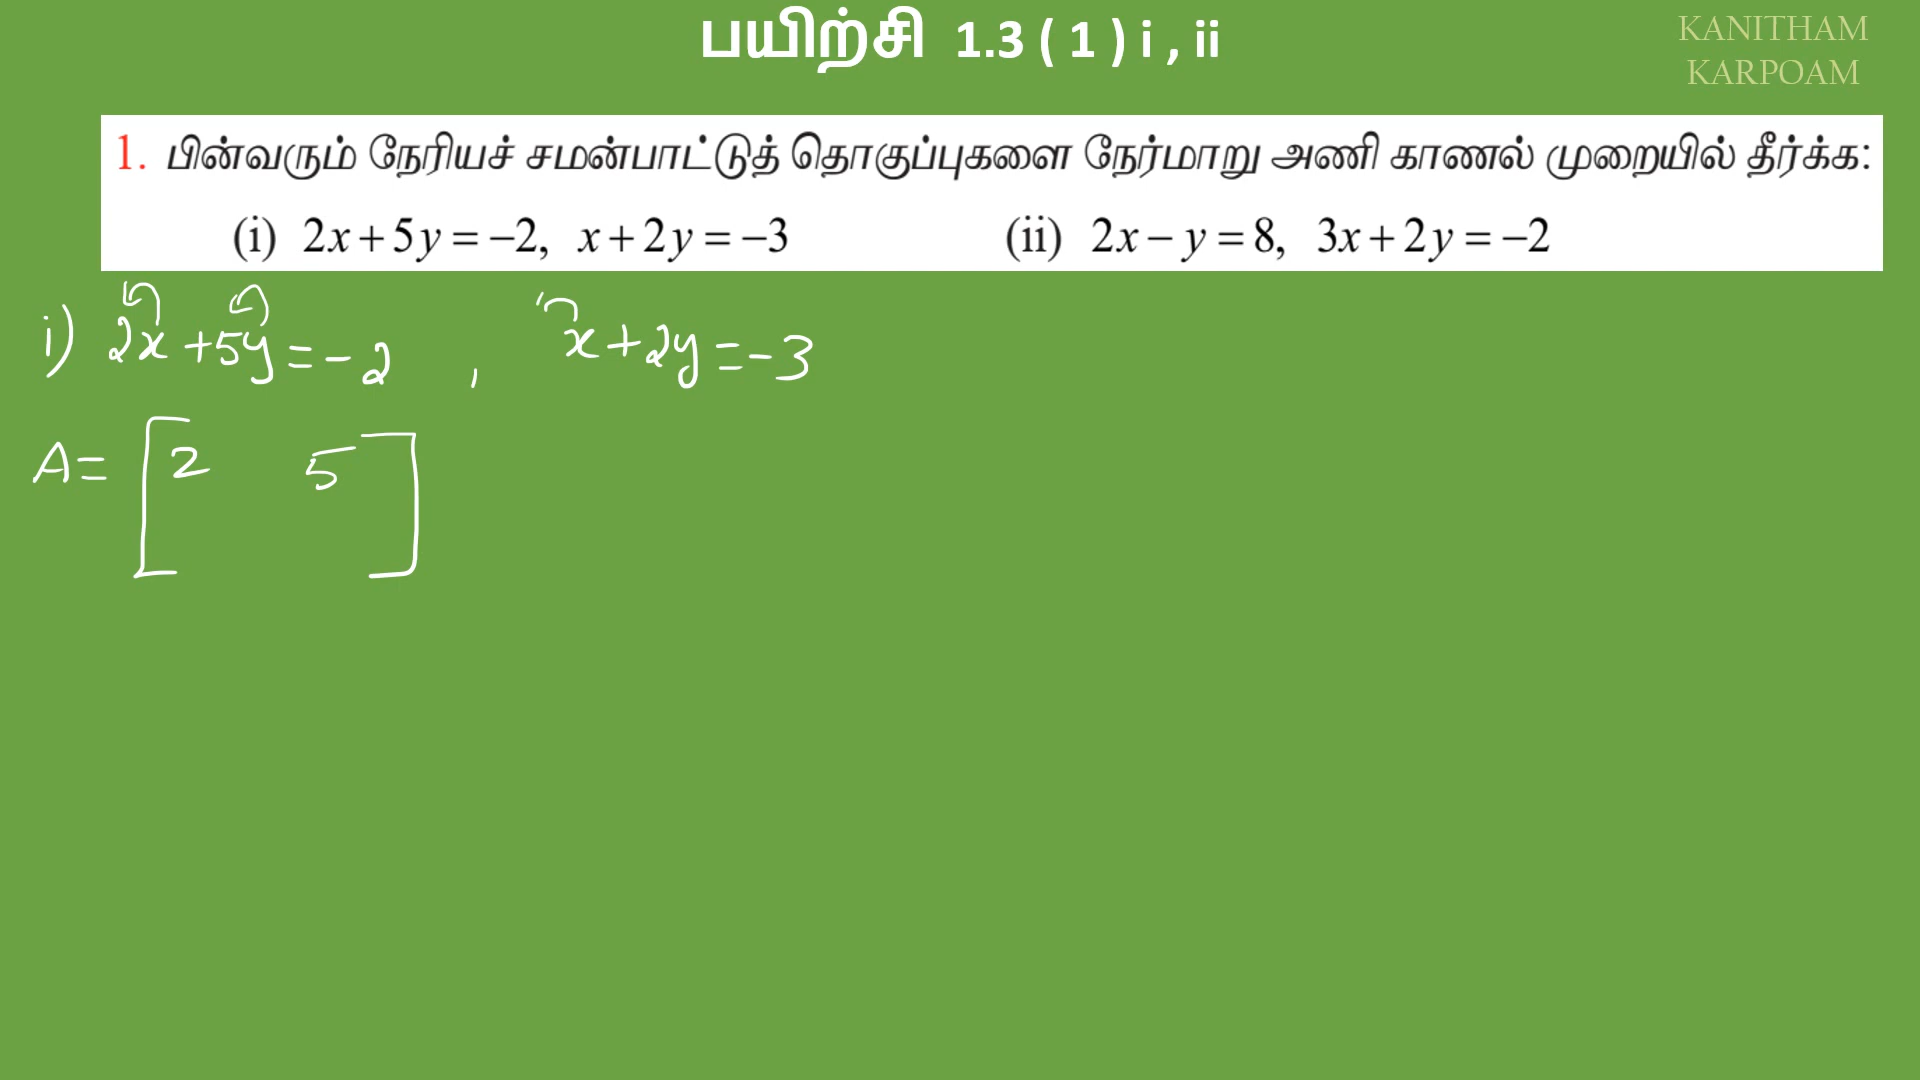 பயிற்சி 1.3 ( 1 ) i , ii
KANITHAM
KARPOAM
1. பின்வரும் நேரியச் சமன்பாட்டுத் தொகுப்புகளை நேர்மாறு அணி காணல் முறையில் தீர்க்க:
(i) 2x + 5y = −2, x + 2y = −3 (ii) 2x − y = 8, 3x + 2y = −2
i) 2x + 5y = - 2 , x + 2y = - 3
A = [ 2 5 ]